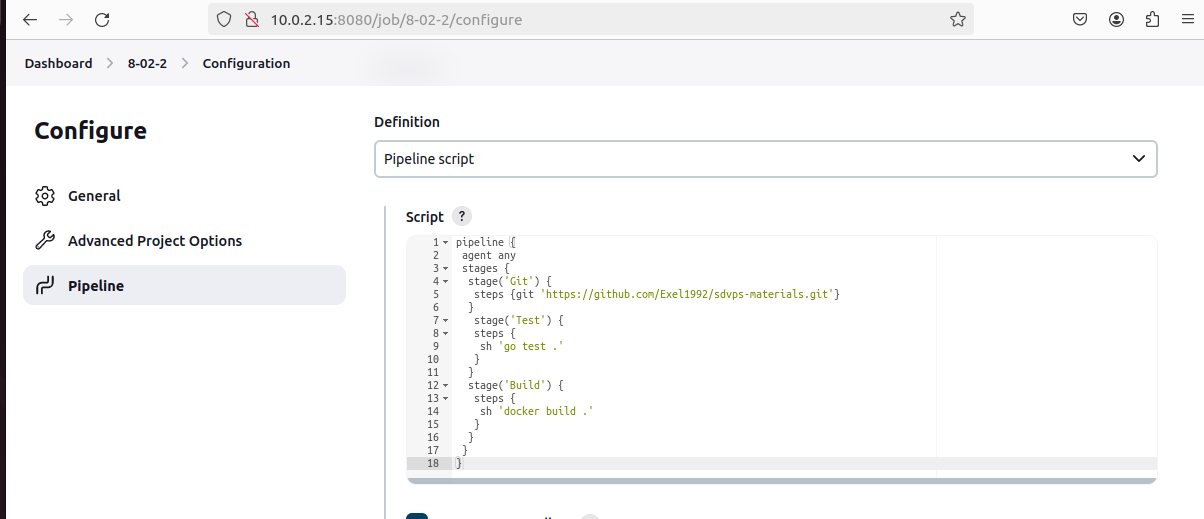 10.0.2.15:8080/job/8-02-2/configure
Dashboard > 8-02-2 > Configuration
Configure
General
Advanced Project Options
Pipeline
Definition
Pipeline script
Script ?
1 pipeline {
2 agent any
3 stages {
4 stage('Git') {
5 steps {git 'https://github.com/Exel1992/sdvps-materials.git'}
6 }
7 stage('Test') {
8 steps {
9 sh 'go test .'
10 }
11 }
12 stage('Build') {
13 steps {
14 sh 'docker build .'
15 }
16 }
17 }
18 }